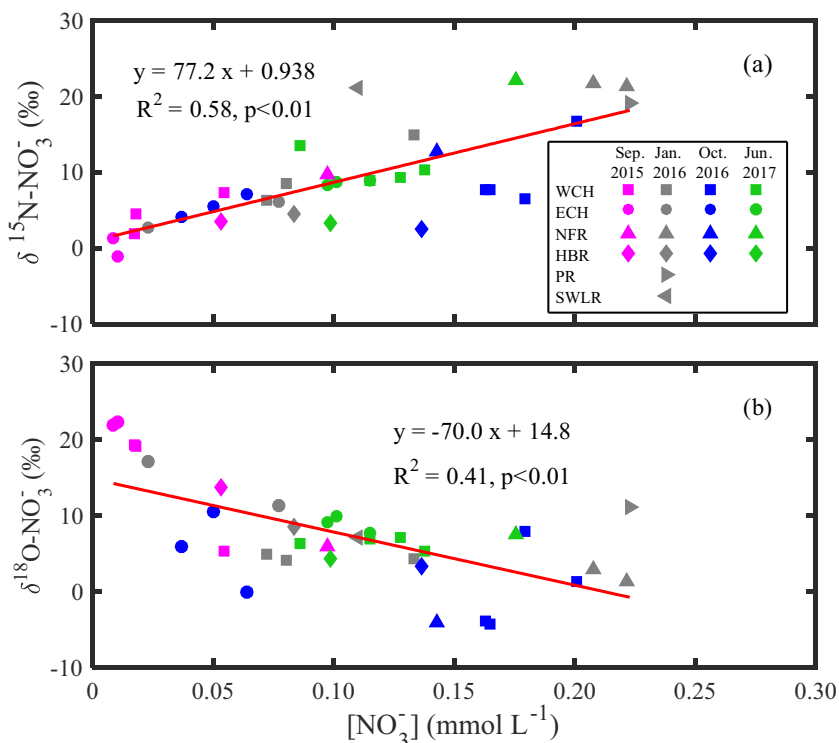 30
20
10
0
-10
δ ¹⁵N-NO₃⁻ (‰)
(a)
y = 77.2 x + 0.938
R² = 0.58, p<0.01
Sep. Jan. Oct. Jun.
2015 2016 2016 2017
WCH
ECH
NFR
HBR
PR
SWLR
30
20
10
0
-10
δ¹⁸O-NO₃⁻ (‰)
(b)
y = -70.0 x + 14.8
R² = 0.41, p<0.01
0 0.05 0.10 0.15 0.20 0.25 0.30
[NO₃⁻] (mmol L⁻¹)